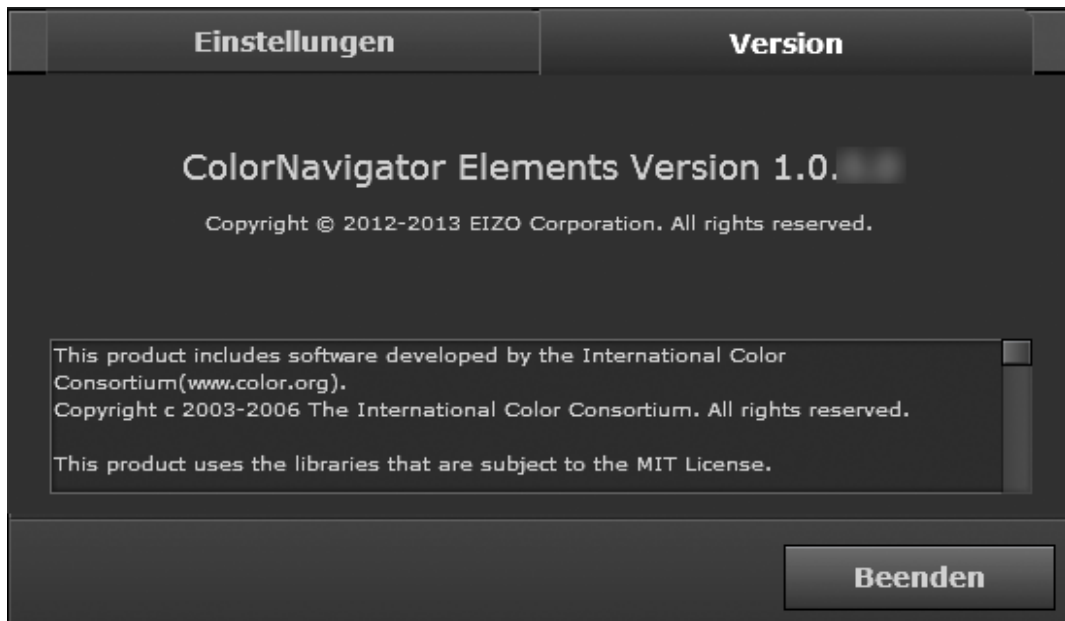 Einstellungen
Version
ColorNavigator Elements Version 1.0.
Copyright © 2012-2013 EIZO Corporation. All rights reserved.
This product includes software developed by the International Color
Consortium(www.color.org).
Copyright c 2003-2006 The International Color Consortium. All rights reserved.
This product uses the libraries that are subject to the MIT License.
Beenden